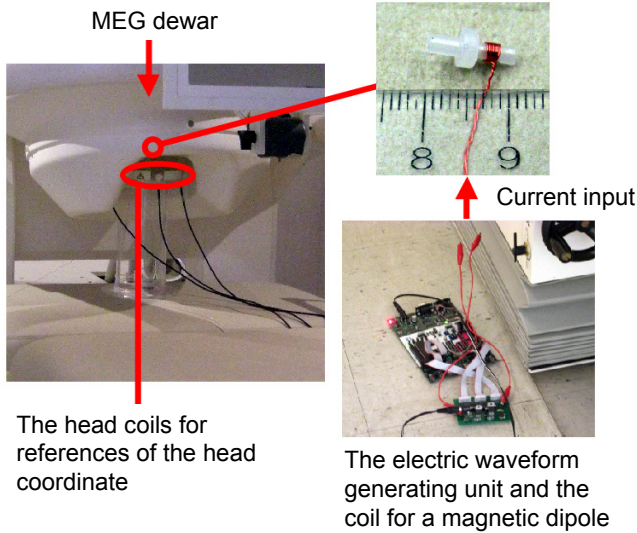 MEG dewar
8 9
Current input
The head coils for
references of the head
coordinate
The electric waveform
generating unit and the
coil for a magnetic dipole